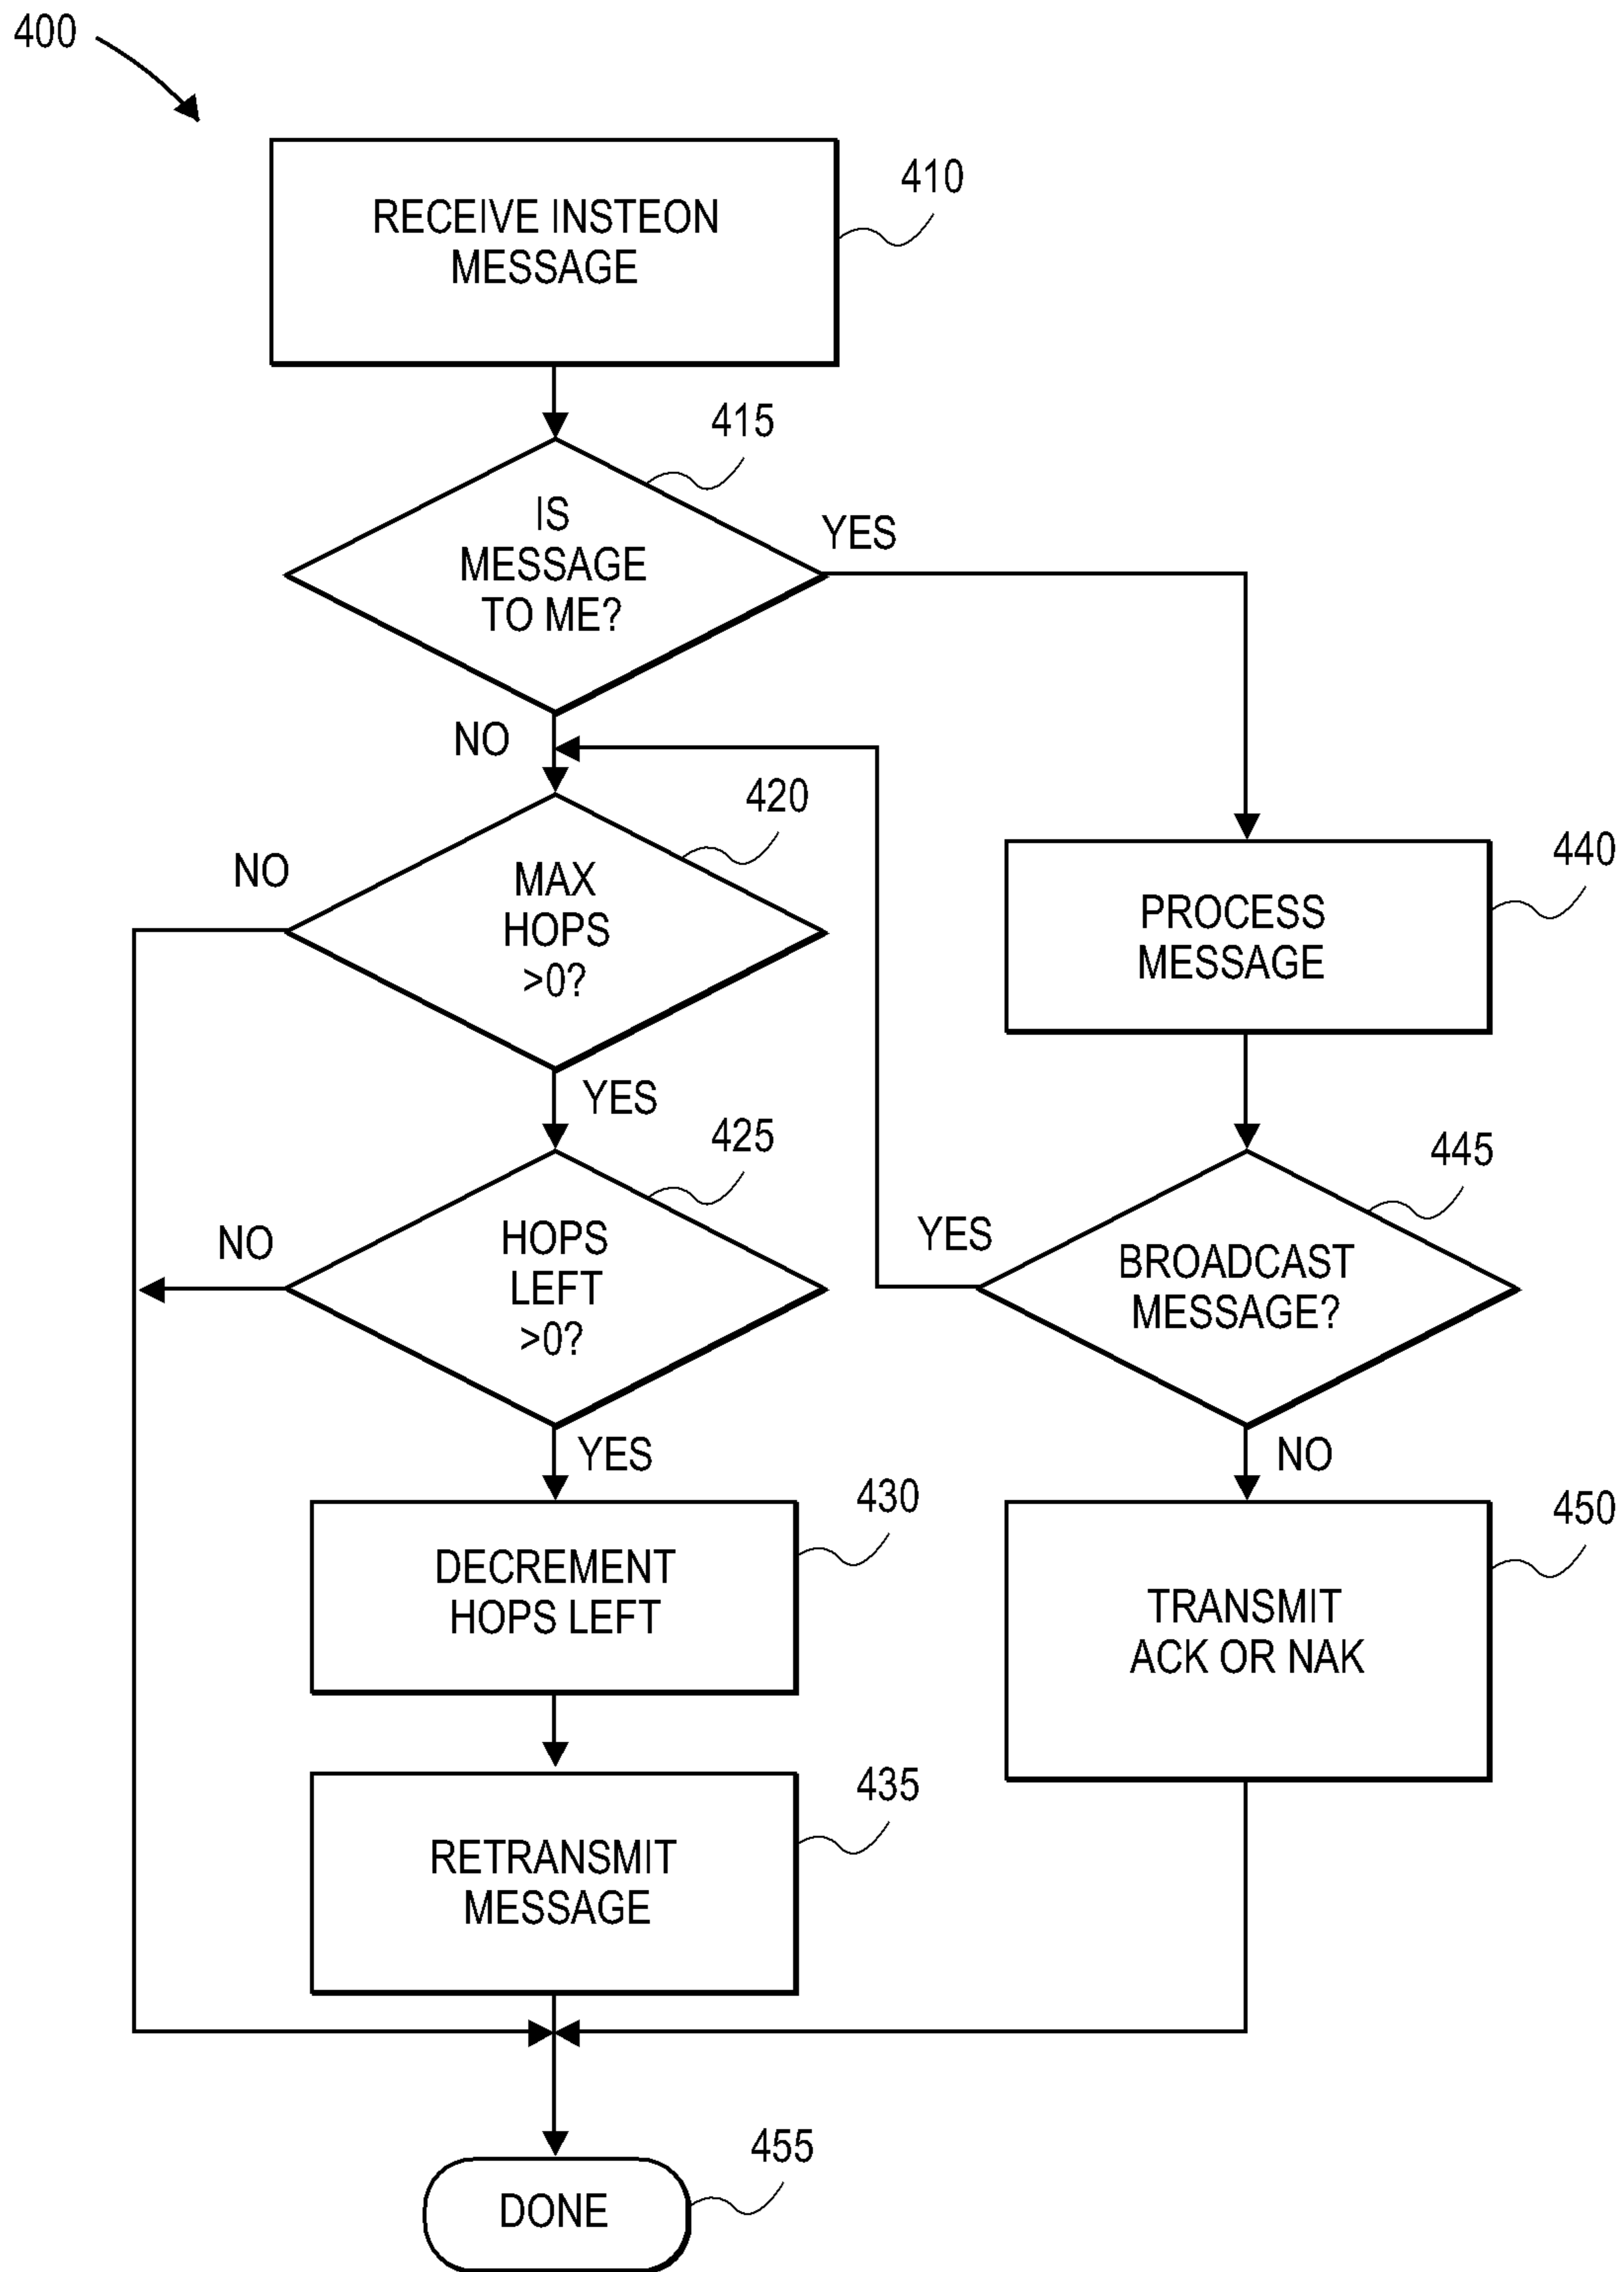 400
RECEIVE INSTEON
MESSAGE
410
415
IS
MESSAGE
TO ME?
YES
NO
420
NO
MAX
HOPS
>0?
440
PROCESS
MESSAGE
YES
425
NO
HOPS
LEFT
>0?
445
YES
BROADCAST
MESSAGE?
YES
NO
430
DECREMENT
HOPS LEFT
450
TRANSMIT
ACK OR NAK
435
RETRANSMIT
MESSAGE
455
DONE